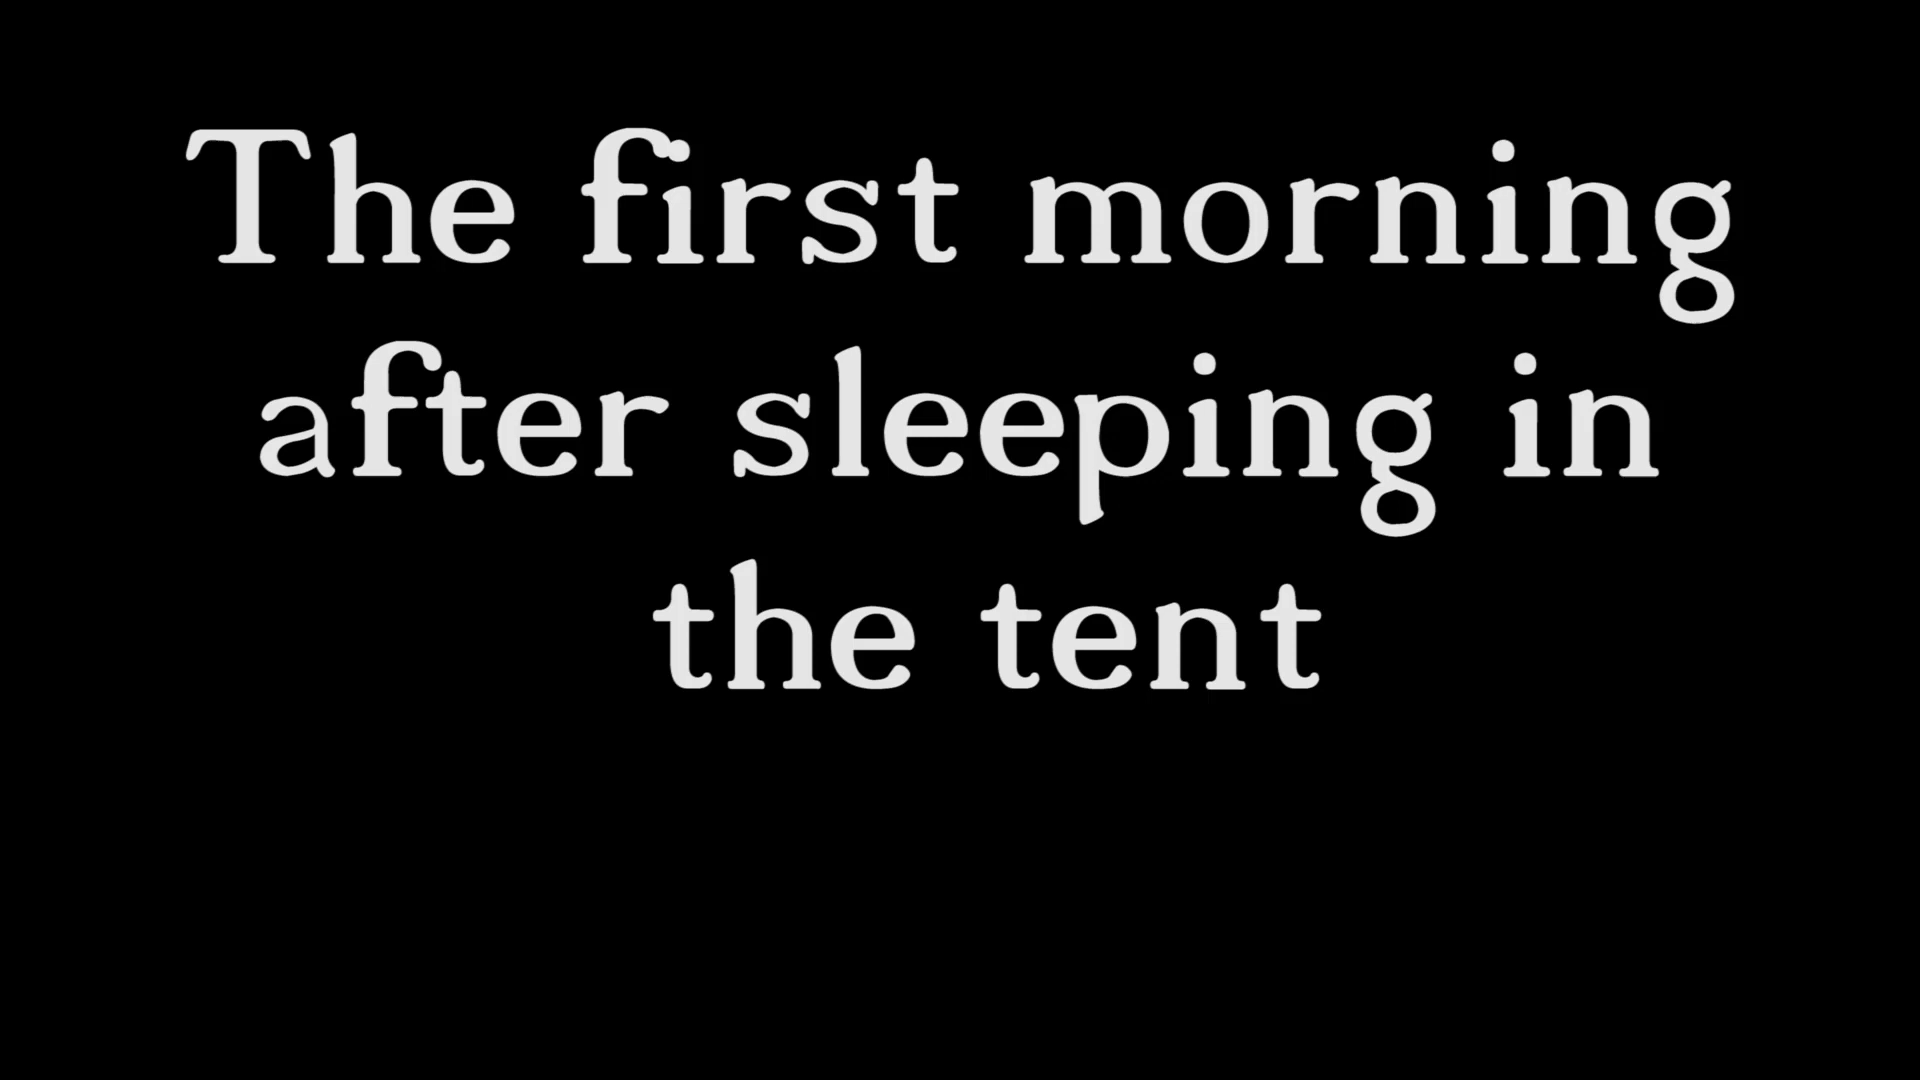 The first morning
after sleeping in
the tent